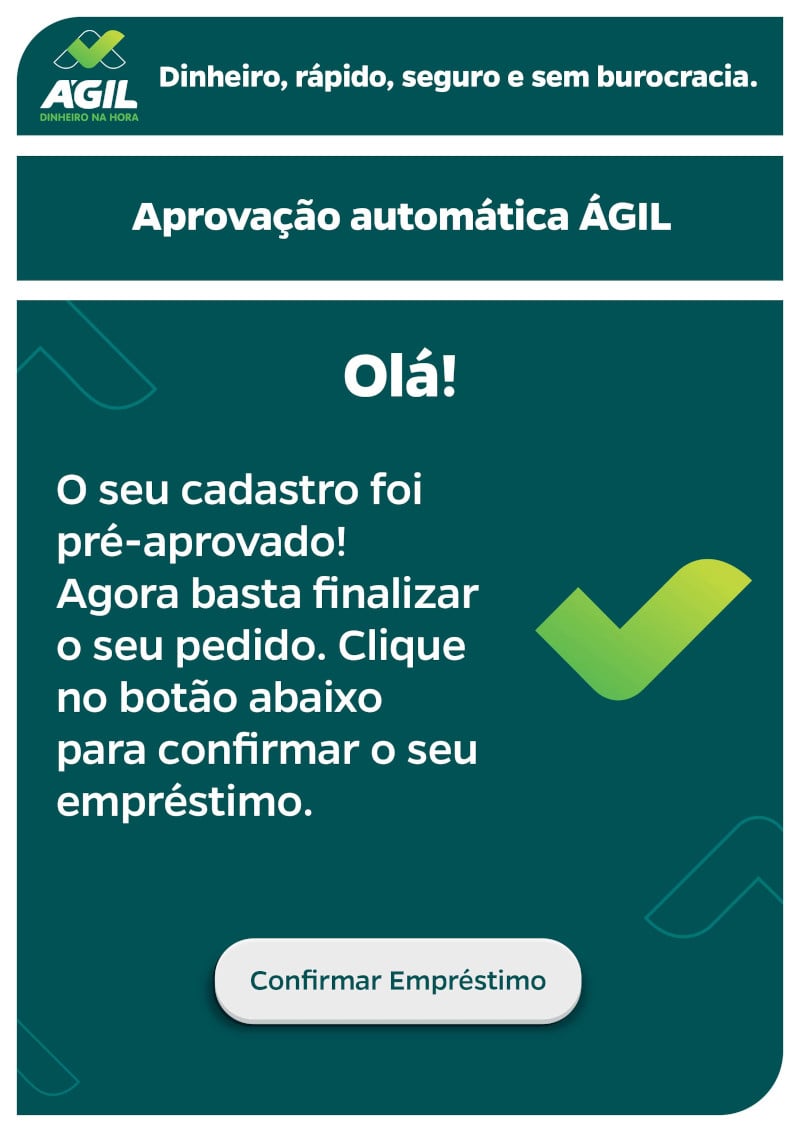 ÁGIL
DINHEIRO NA HORA
Dinheiro, rápido, seguro e sem burocracia.
Aprovação automática ÁGIL
Olá!
O seu cadastro foi
pré-aprovado!
Agora basta finalizar
o seu pedido. Clique
no botão abaixo
para confirmar o seu
empréstimo.
Confirmar Empréstimo